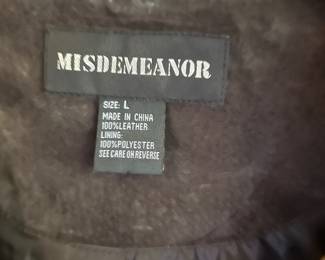 MISDEMEANOR
SIZE: L
MADE IN CHINA
100%LEATHER
LINING:
100%POLYESTER
SEE CARE ON REVERSE